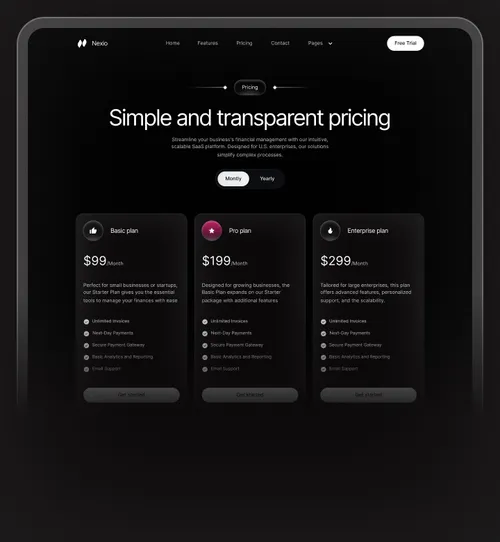 Nexio
Home
Features
Pricing
Contact
Pages
Free Trial
Pricing
Simple and transparent pricing
Streamline your business's financial management with our intuitive,
scalable SaaS platform. Designed for U.S. enterprises, our solutions
simplify complex processes.
Montly
Yearly
Basic plan
$99/Month
Perfect for small businesses or startups,
our Starter Plan gives you the essential
tools to manage your finances with ease
Unlimited Invoices
Next-Day Payments
Secure Payment Gateway
Basic Analytics and Reporting
Email Support
Get started
Pro plan
$199/Month
Designed for growing businesses, the
Basic Plan expands on our Starter
package with additional features
Unlimited Invoices
Next-Day Payments
Secure Payment Gateway
Basic Analytics and Reporting
Email Support
Get started
Enterprise plan
$299/Month
Tailored for large enterprises, this plan
offers advanced features, personalized
support, and the scalability.
Unlimited Invoices
Next-Day Payments
Secure Payment Gateway
Basic Analytics and Reporting
Email Support
Get started